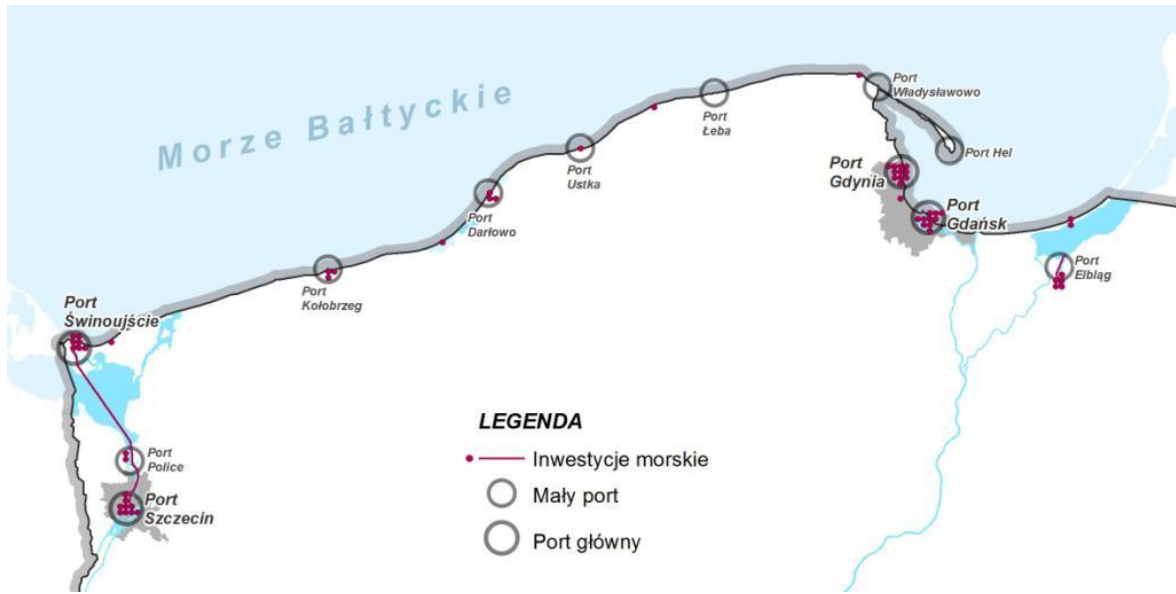 Morze Bałtyckie
Port
Władysławowo
Port
Łeba
Port Hel
Port
Ustka
Port
Gdynia
Port
Darłowo
Port
Gdańsk
Port
Elbląg
Port
Kołobrzeg
Port
Świnoujście
LEGENDA
Inwestycje morskie
Port
Police
Mały port
Port
Szczecin
Port główny